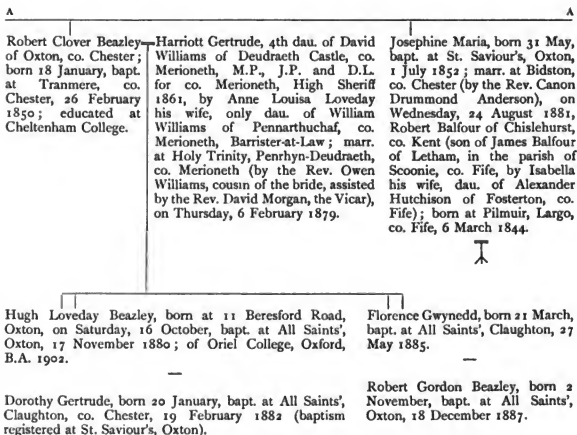 A A
Robert Clover Beazley
of Oxton, co. Chester;
born 18 January, bapt.
at Tranmere, co.
Chester, 26 February
1850; educated at
Cheltenham College.
Harriott Gertrude, 4th dau. of David
Williams of Deudraeth Castle, co.
Merioneth, M.P., J.P. and D.L.
for co. Merioneth, High Sheriff
1861, by Anne Louisa Loveday
his wife, only dau. of William
Williams of Pennarthuchaf, co.
Merioneth, Barrister-at-Law; marr.
at Holy Trinity, Penrhyn-Deudraeth,
co. Merioneth (by the Rev. Owen
Williams, cousin of the bride, assisted
by the Rev. David Morgan, the Vicar),
on Thursday, 6 February 1879.
Josephine Maria, born 31 May,
bapt. at St. Saviour's, Oxton,
1 July 1852; marr. at Bidston,
co. Chester (by the Rev. Canon
Drummond Anderson), on
Wednesday, 24 August 1881,
Robert Balfour of Chislehurst,
co. Kent (son of James Balfour
of Letham, in the parish of
Scoonie, co. Fife, by Isabella
his wife, dau. of Alexander
Hutchison of Fosterton, co.
Fife); born at Pilmuir, Largo,
co. Fife, 6 March 1844.
Hugh Loveday Beazley, born at 11 Beresford Road,
Oxton, on Saturday, 16 October, bapt. at All Saints',
Oxton, 17 November 1880; of Oriel College, Oxford,
B.A. 1902.
Dorothy Gertrude, born 20 January, bapt. at All Saints',
Claughton, co. Chester, 19 February 1882 (baptism
registered at St. Saviour's, Oxton).
Florence Gwynedd, born 21 March,
bapt. at All Saints', Claughton, 27
May 1885.
Robert Gordon Beazley, born 2
November, bapt. at All Saints',
Oxton, 18 December 1887.